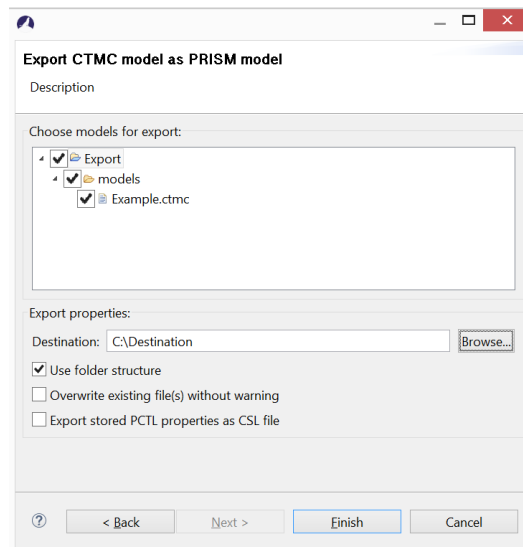 Export CTMC model as PRISM model
Description
Choose models for export:
Export
models
Example.ctmc
Export properties:
Destination: C:\Destination Browse...
Use folder structure
Overwrite existing file(s) without warning
Export stored PCTL properties as CSL file
? < Back Next > Finish Cancel